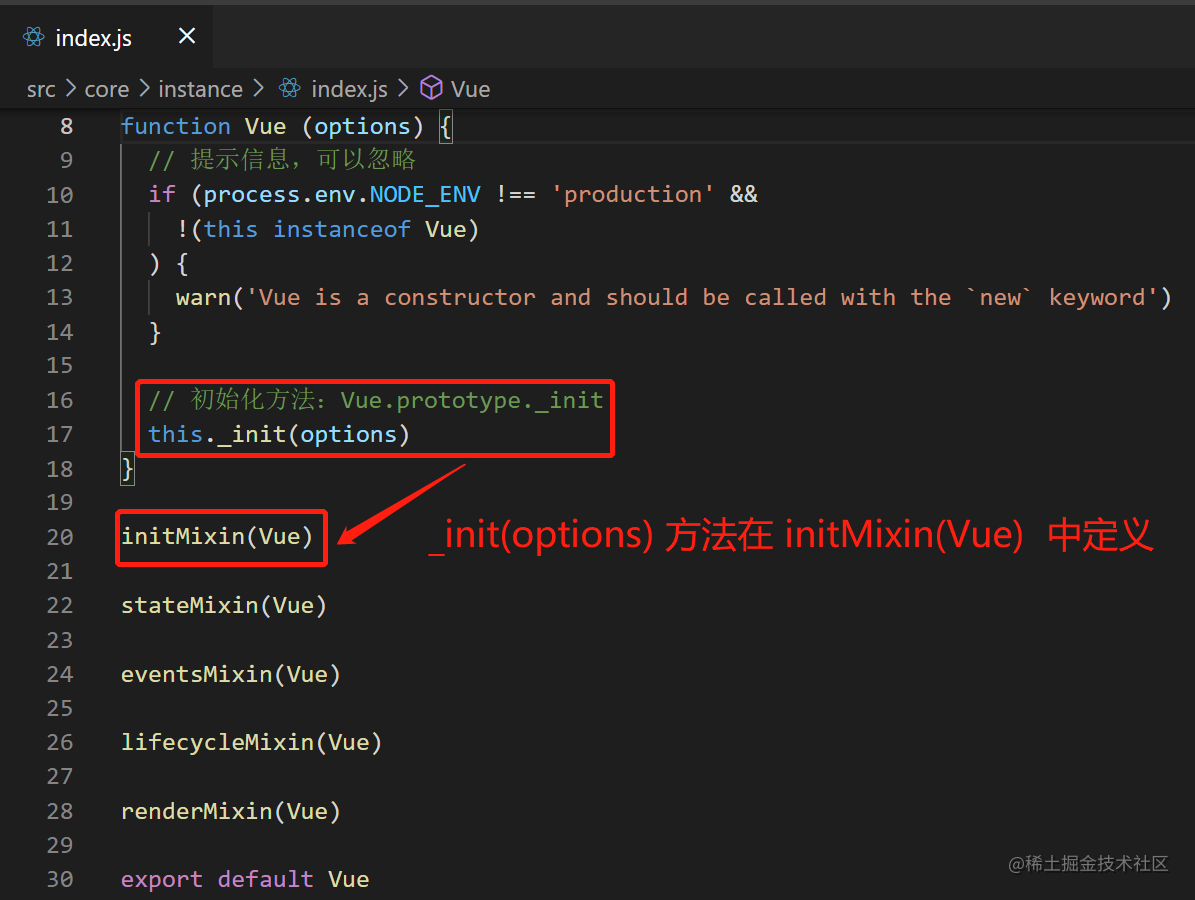 index.js
src > core > instance > index.js > Vue
8 function Vue (options) {
9 // 提示信息，可以忽略
10 if (process.env.NODE_ENV !== 'production' &&
11 !(this instanceof Vue)
12 ) {
13 warn('Vue is a constructor and should be called with the `new` keyword')
14 }
15
16 // 初始化方法：Vue.prototype._init
17 this._init(options)
18 }
19
20 initMixin(Vue) _init(options) 方法在 initMixin(Vue) 中定义
21
22 stateMixin(Vue)
23
24 eventsMixin(Vue)
25
26 lifecycleMixin(Vue)
27
28 renderMixin(Vue)
29
30 export default Vue
@稀土掘金技术社区